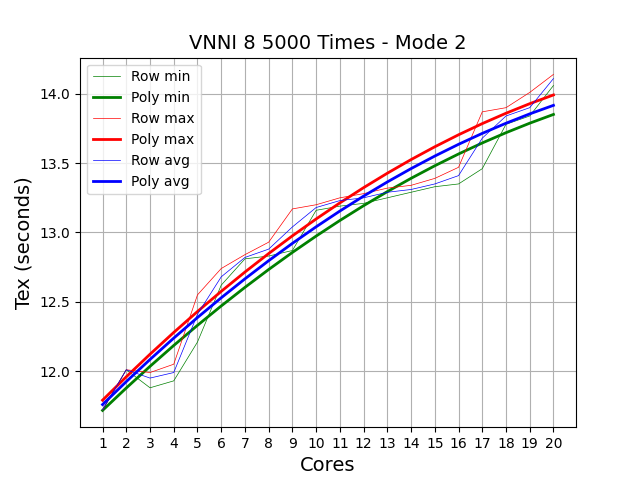 VNNI 8 5000 Times - Mode 2
Row min
Poly min
Row max
Poly max
Row avg
Poly avg
14.0
13.5
13.0
12.5
12.0
Tex (seconds)
1 2 3 4 5 6 7 8 9 10 11 12 13 14 15 16 17 18 19 20
Cores